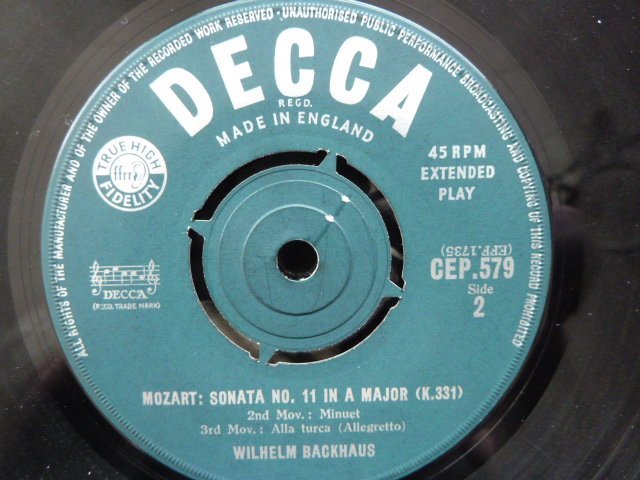 ALL RIGHTS OF THE MANUFACTURER AND OF THE OWNER OF THE RECORDED WORK RESERVED - UNAUTHORISED PUBLIC PERFORMANCE BROADCASTING AND COPYING OF THIS RECORD PROHIBITED
DECCA
REGD.
MADE IN ENGLAND
TRUE HIGH
ffrr
FIDELITY
45 RPM
EXTENDED
PLAY
(EPF.1735)
CEP.579
Side
2
DECCA
(REGD. TRADE MARK)
MOZART: SONATA NO. 11 IN A MAJOR (K.331)
2nd Mov.: Minuet
3rd Mov.: Alla turca (Allegretto)
WILHELM BACKHAUS